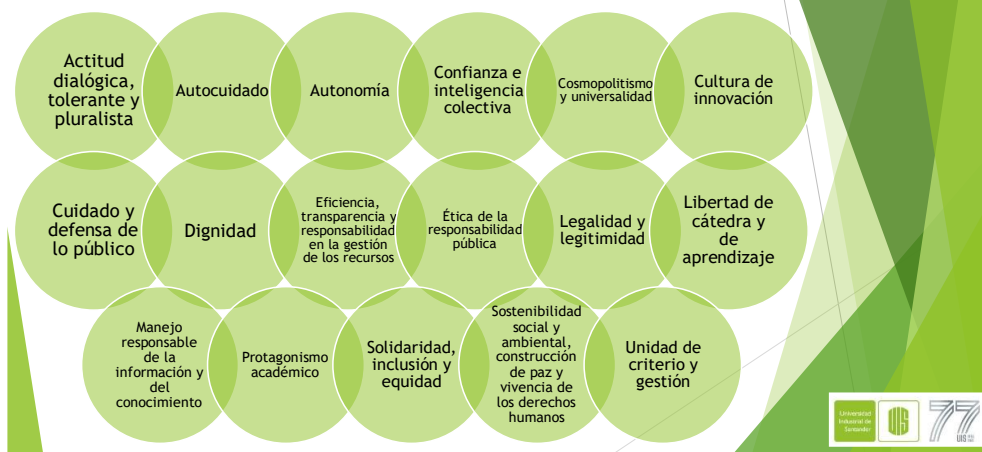 Actitud
dialógica,
tolerante y
pluralista
Autocuidado
Autonomía
Confianza e
inteligencia
colectiva
Cosmopolitismo
y universalidad
Cultura de
innovación
Cuidado y
defensa de
lo público
Dignidad
Eficiencia,
transparencia y
responsabilidad
en la gestión
de los recursos
Ética de la
responsabilidad
pública
Legalidad y
legitimidad
Libertad de
cátedra y
de
aprendizaje
Manejo
responsable
de la
información y
del
conocimiento
Protagonismo
académico
Solidaridad,
inclusión y
equidad
Sostenibilidad
social y
ambiental,
construcción
de paz y
vivencia de
los derechos
humanos
Unidad de
criterio y
gestión
Universidad
Industrial de
Santander
UIS
77
UIS